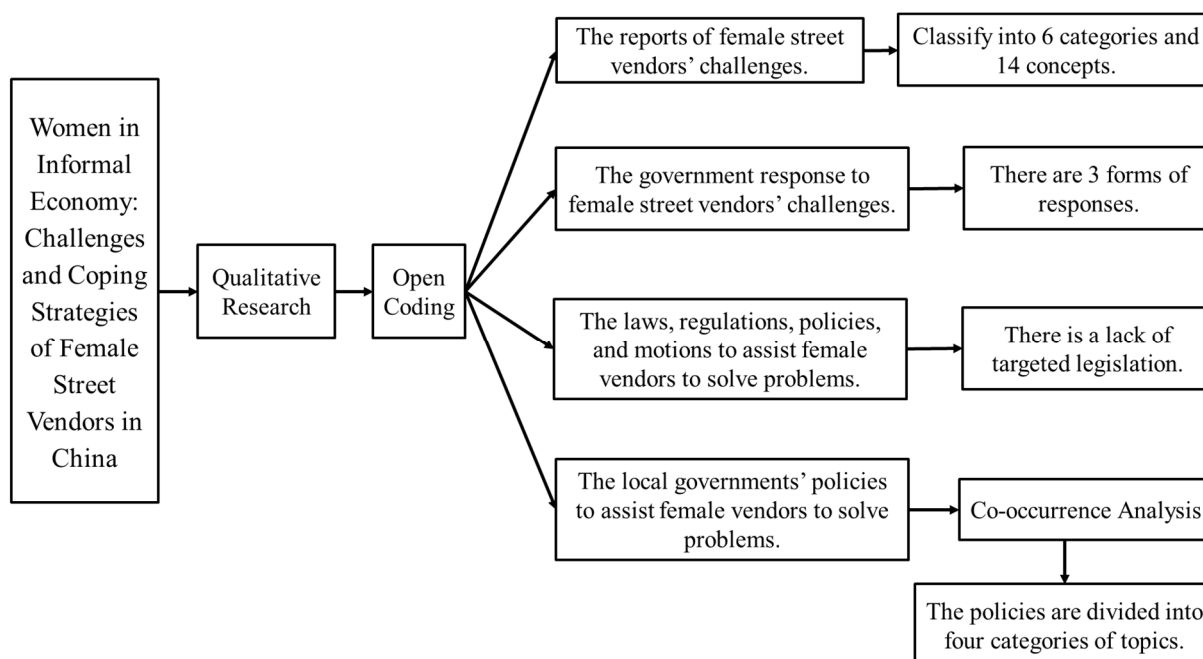 Women in
Informal
Economy:
Challenges
and Coping
Strategies
of Female
Street
Vendors in
China
Qualitative
Research
Open
Coding
The reports of female street
vendors’ challenges.
Classify into 6 categories and
14 concepts.
The government response to
female street vendors’ challenges.
There are 3 forms of
responses.
The laws, regulations, policies,
and motions to assist female
vendors to solve problems.
There is a lack of
targeted legislation.
The local governments’ policies
to assist female vendors to solve
problems.
Co-occurrence Analysis
The policies are divided into
four categories of topics.